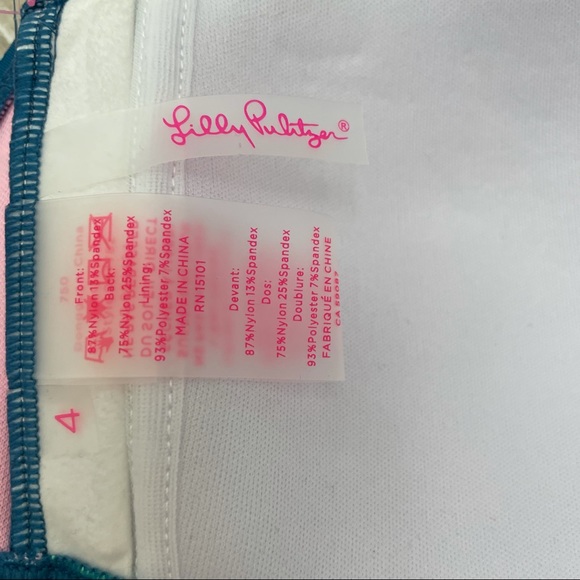 Lilly Pulitzer®
Front:
87%Nylon 13%Spandex
Back:
75%Nylon 25%Spandex
Lining:
93%Polyester 7%Spandex
MADE IN CHINA
RN 15101
Devant:
87%Nylon 13%Spandex
Dos:
75%Nylon 25%Spandex
Doublure:
93%Polyester 7%Spandex
FABRIQUÉ EN CHINE
4